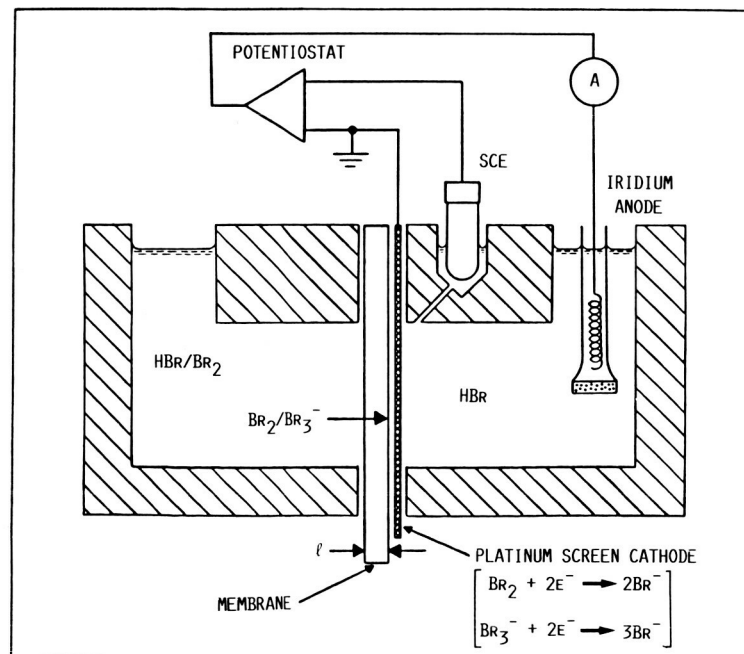 POTENTIOSTAT
A
SCE
IRIDIUM
ANODE
HBR/BR₂
BR₂/BR₃⁻
HBR
ℓ
MEMBRANE
PLATINUM SCREEN CATHODE
BR₂ + 2E⁻ → 2BR⁻
BR₃⁻ + 2E⁻ → 3BR⁻